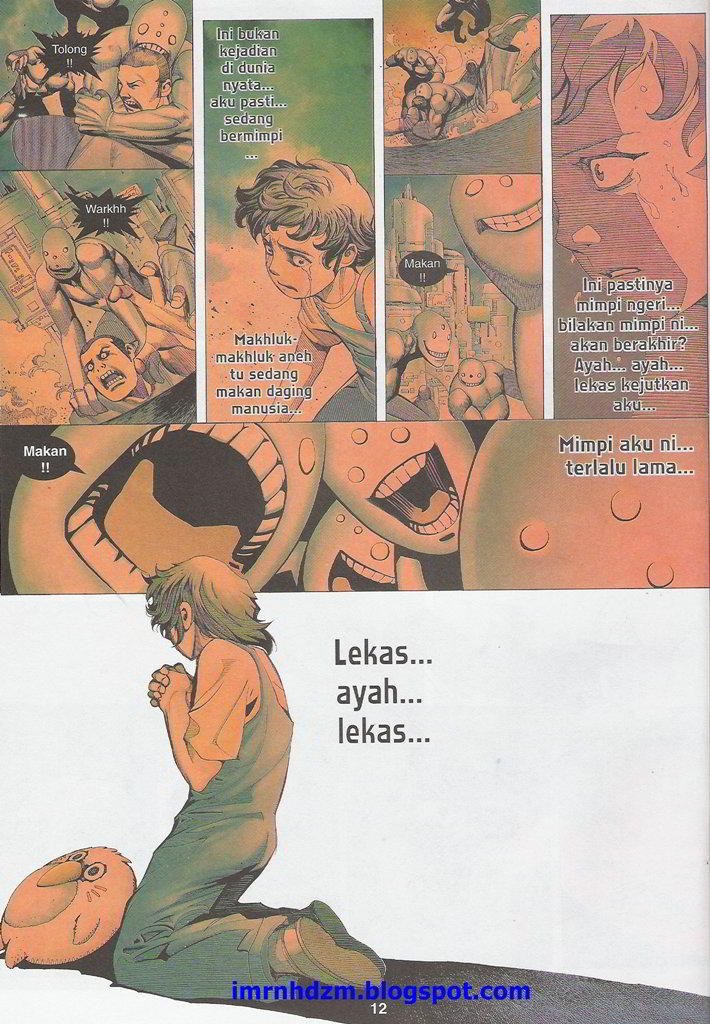 Tolong
!!
Warkhh
!!
Ini bukan
kejadian
di dunia
nyata...
aku pasti...
sedang
bermimpi
...
Makhluk-
makhluk aneh
tu sedang
makan daging
manusia...
Makan
!!
Ini pastinya
mimpi ngeri...
bilakan mimpi ni...
akan berakhir?
Ayah... ayah...
lekas kejutkan
aku...
Makan
!!
Mimpi aku ni...
terlalu lama...
Lekas...
ayah...
lekas...
imrnhdzm.blogspot.com
12